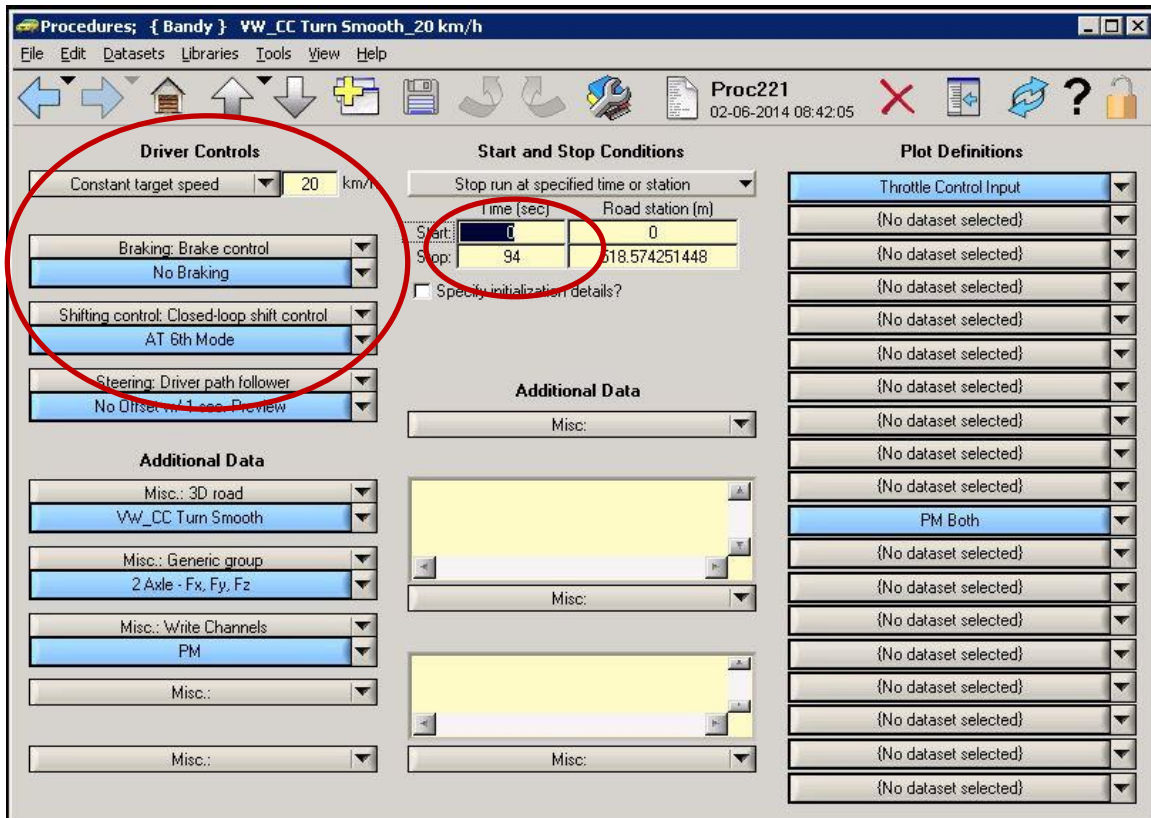 Procedures; { Bandy } VW_CC Turn Smooth_20 km/h
File Edit Datasets Libraries Tools View Help
Proc221
02-06-2014 08:42:05
Driver Controls
Constant target speed 20 km/h
Braking: Brake control
No Braking
Shifting control: Closed-loop shift control
AT 6th Mode
Steering: Driver path follower
No Offset w/ 1 sec. Preview
Additional Data
Misc.: 3D road
VW_CC Turn Smooth
Misc.: Generic group
2 Axle - Fx, Fy, Fz
Misc.: Write Channels
PM
Misc.:
Misc.:
Start and Stop Conditions
Stop run at specified time or station
Time (sec) Road station (m)
Start: 0 0
Stop: 94 518.574251448
Specify initialization details?
Additional Data
Misc:
Misc:
Misc:
Plot Definitions
Throttle Control Input
{No dataset selected}
{No dataset selected}
{No dataset selected}
{No dataset selected}
{No dataset selected}
{No dataset selected}
{No dataset selected}
{No dataset selected}
{No dataset selected}
PM Both
{No dataset selected}
{No dataset selected}
{No dataset selected}
{No dataset selected}
{No dataset selected}
{No dataset selected}
{No dataset selected}
{No dataset selected}